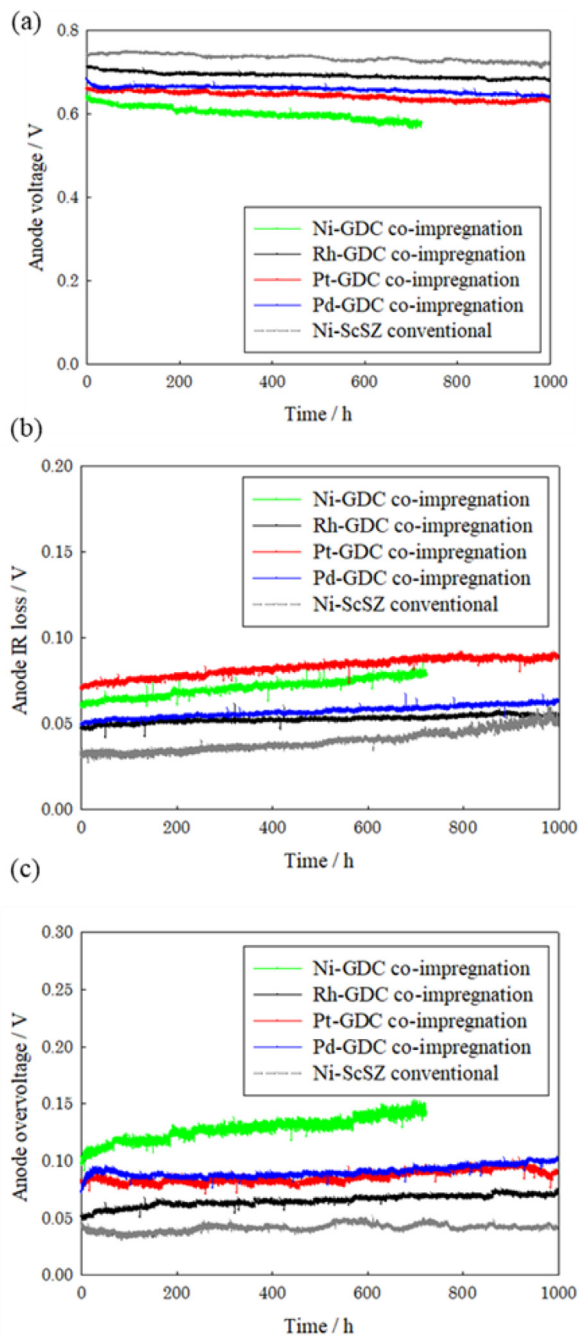 (a)
0.8
0.6
0.4
0.2
0.0
Anode voltage / V
Ni-GDC co-impregnation
Rh-GDC co-impregnation
Pt-GDC co-impregnation
Pd-GDC co-impregnation
Ni-ScSZ conventional
0 200 400 600 800 1000
Time / h
(b)
0.20
0.15
0.10
0.05
0.00
Anode IR loss / V
Ni-GDC co-impregnation
Rh-GDC co-impregnation
Pt-GDC co-impregnation
Pd-GDC co-impregnation
Ni-ScSZ conventional
0 200 400 600 800 1000
Time / h
(c)
0.30
0.25
0.20
0.15
0.10
0.05
0.00
Anode overvoltage / V
Ni-GDC co-impregnation
Rh-GDC co-impregnation
Pt-GDC co-impregnation
Pd-GDC co-impregnation
Ni-ScSZ conventional
0 200 400 600 800 1000
Time / h